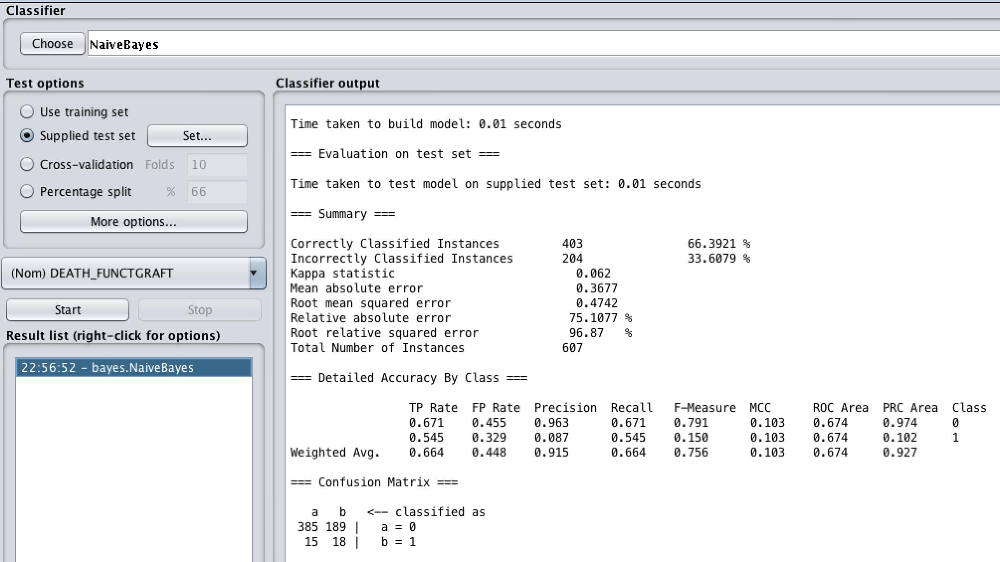 Classifier
Choose NaiveBayes
Test options
Use training set
Supplied test set Set...
Cross-validation Folds 10
Percentage split % 66
More options...
(Nom) DEATH_FUNCTGRAFT
Start Stop
Result list (right-click for options)
22:56:52 - bayes.NaiveBayes
Classifier output
Time taken to build model: 0.01 seconds
=== Evaluation on test set ===
Time taken to test model on supplied test set: 0.01 seconds
=== Summary ===
Correctly Classified Instances 403 66.3921 %
Incorrectly Classified Instances 204 33.6079 %
Kappa statistic 0.062
Mean absolute error 0.3677
Root mean squared error 0.4742
Relative absolute error 75.1077 %
Root relative squared error 96.87 %
Total Number of Instances 607
=== Detailed Accuracy By Class ===
TP Rate FP Rate Precision Recall F-Measure MCC ROC Area PRC Area Class
0.671 0.455 0.963 0.671 0.791 0.103 0.674 0.974 0
0.545 0.329 0.087 0.545 0.150 0.103 0.674 0.102 1
Weighted Avg. 0.664 0.448 0.915 0.664 0.756 0.103 0.674 0.927
=== Confusion Matrix ===
a b <-- classified as
385 189 | a = 0
15 18 | b = 1